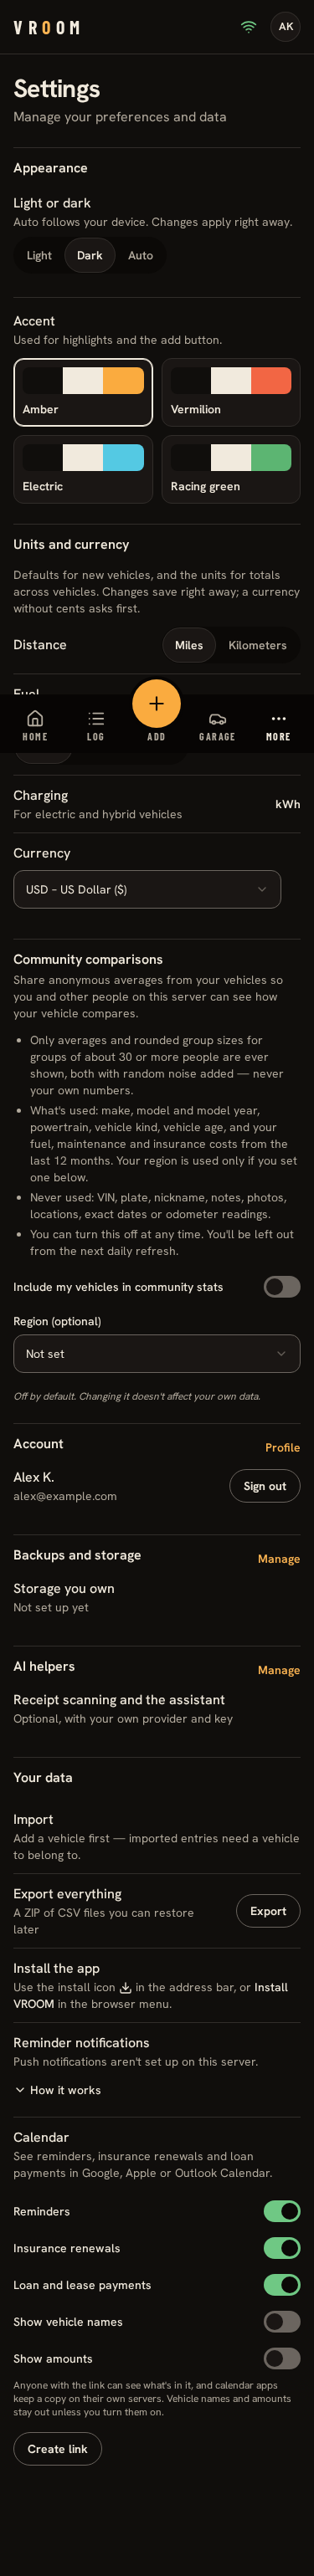 VROOM
AK
Settings
Manage your preferences and data
Appearance
Light or dark
Auto follows your device. Changes apply right away.
Light Dark Auto
Accent
Used for highlights and the add button.
Amber Vermilion
Electric Racing green
Units and currency
Defaults for new vehicles, and the units for totals
across vehicles. Changes save right away; a currency
without cents asks first.
Distance Miles Kilometers
HOME LOG ADD GARAGE MORE
Charging
For electric and hybrid vehicles
kWh
Currency
USD – US Dollar ($)
Community comparisons
Share anonymous averages from your vehicles so
you and other people on this server can see how
your vehicle compares.
• Only averages and rounded group sizes for
groups of about 30 or more people are ever
shown, both with random noise added — never
your own numbers.
• What's used: make, model and model year,
powertrain, vehicle kind, vehicle age, and your
fuel, maintenance and insurance costs from the
last 12 months. Your region is used only if you set
one below.
• Never used: VIN, plate, nickname, notes, photos,
locations, exact dates or odometer readings.
• You can turn this off at any time. You'll be left out
from the next daily refresh.
Include my vehicles in community stats
Region (optional)
Not set
Off by default. Changing it doesn't affect your own data.
Account Profile
Alex K.
alex@example.com
Sign out
Backups and storage Manage
Storage you own
Not set up yet
AI helpers Manage
Receipt scanning and the assistant
Optional, with your own provider and key
Your data
Import
Add a vehicle first — imported entries need a vehicle
to belong to.
Export everything
A ZIP of CSV files you can restore
later
Export
Install the app
Use the install icon in the address bar, or Install
VROOM in the browser menu.
Reminder notifications
Push notifications aren't set up on this server.
How it works
Calendar
See reminders, insurance renewals and loan
payments in Google, Apple or Outlook Calendar.
Reminders
Insurance renewals
Loan and lease payments
Show vehicle names
Show amounts
Anyone with the link can see what's in it, and calendar apps
keep a copy on their own servers. Vehicle names and amounts
stay out unless you turn them on.
Create link